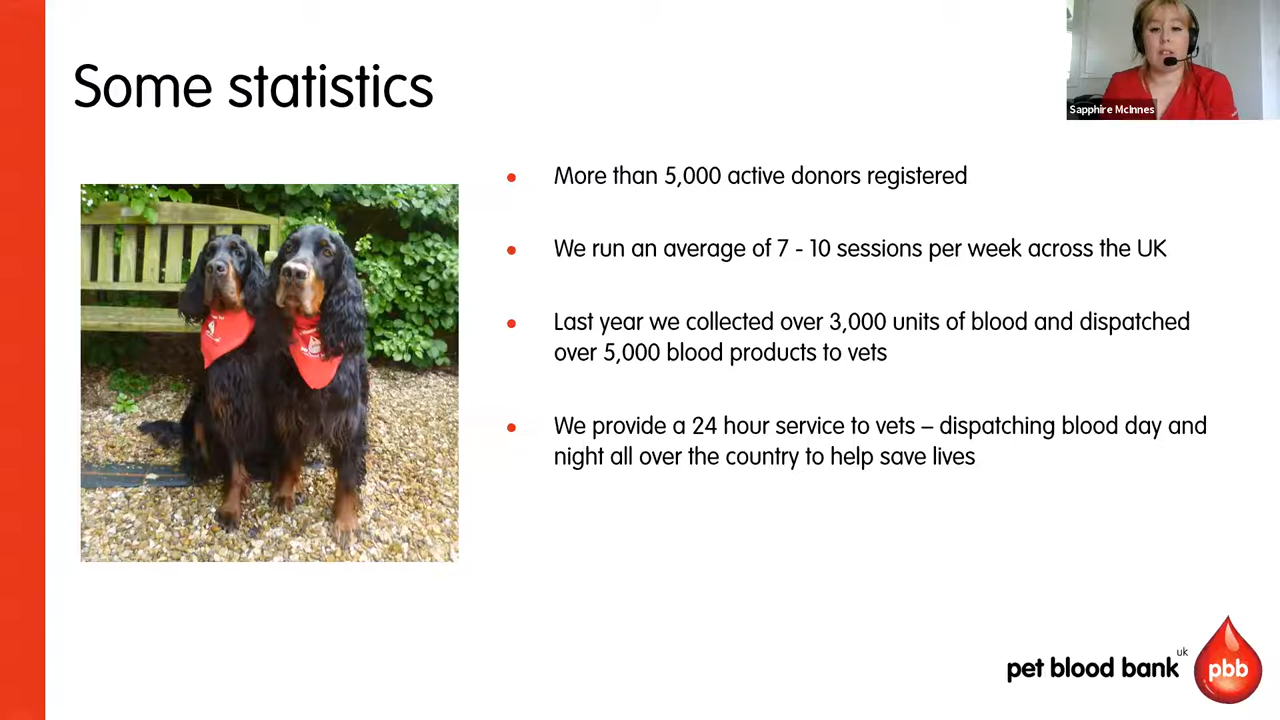 Some statistics
Sapphire McInnes
• More than 5,000 active donors registered
• We run an average of 7 - 10 sessions per week across the UK
• Last year we collected over 3,000 units of blood and dispatched
over 5,000 blood products to vets
• We provide a 24 hour service to vets – dispatching blood day and
night all over the country to help save lives
pet blood bank uk
pbb